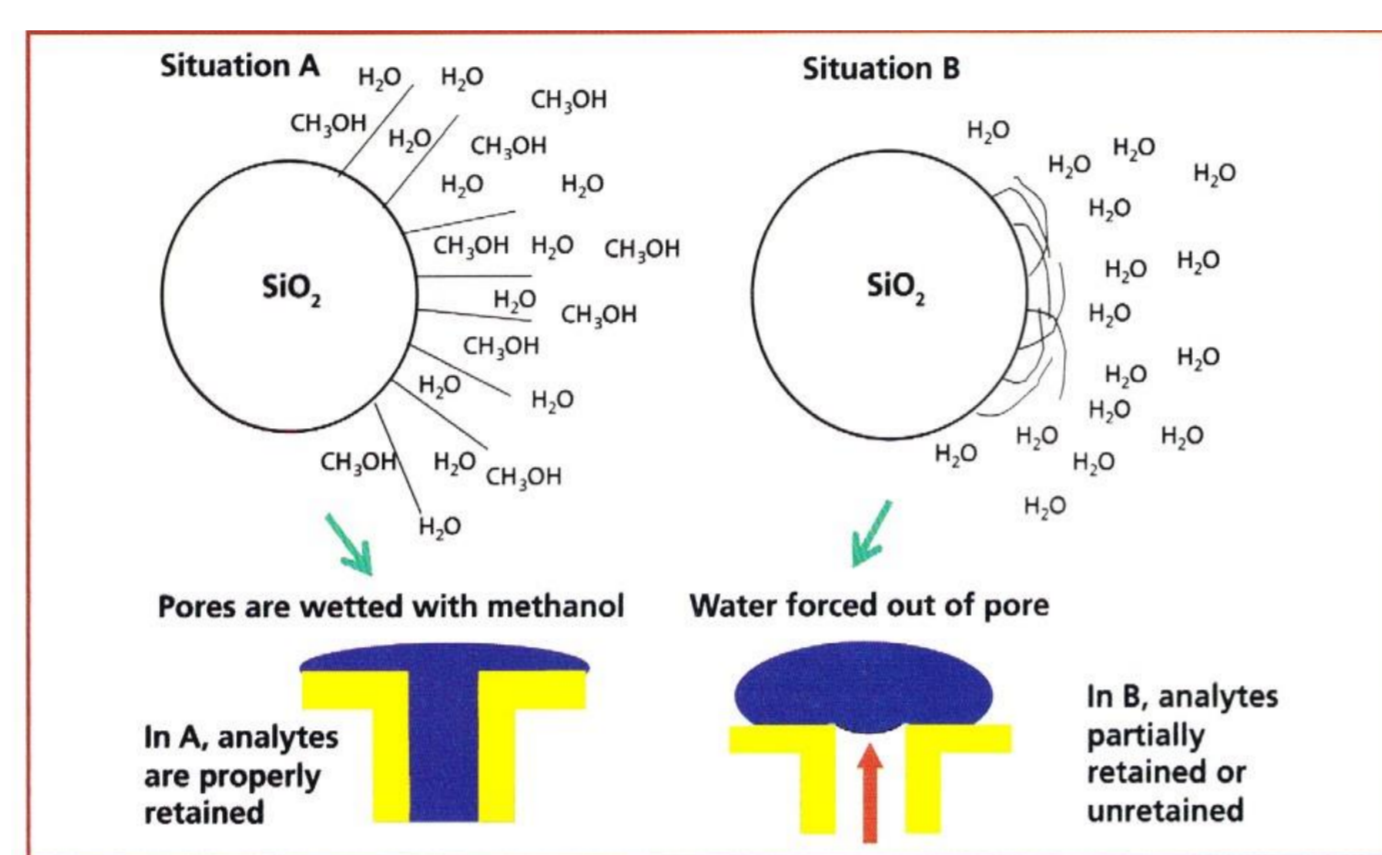 Situation A
H₂O H₂O
CH₃OH
CH₃OH
H₂O
CH₃OH
H₂O H₂O
CH₃OH H₂O CH₃OH
SiO₂
H₂O
CH₃OH
CH₃OH
H₂O
H₂O
CH₃OH H₂O
CH₃OH
H₂O
Pores are wetted with methanol
In A, analytes
are properly
retained
Situation B
H₂O
H₂O
H₂O
H₂O
H₂O
H₂O
H₂O
SiO₂
H₂O
H₂O
H₂O
H₂O
H₂O
H₂O
H₂O
H₂O
H₂O
Water forced out of pore
In B, analytes
partially
retained or
unretained